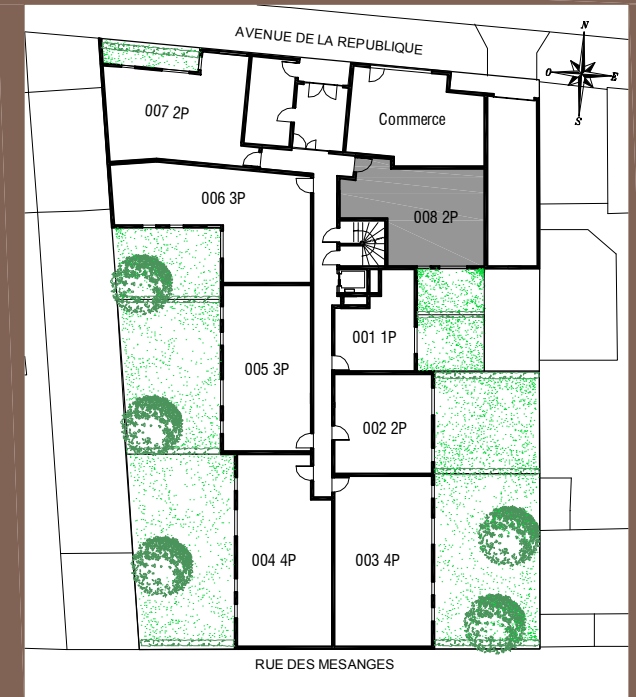 AVENUE DE LA REPUBLIQUE
N
O
E
S
007 2P
Commerce
006 3P
008 2P
001 1P
005 3P
002 2P
004 4P
003 4P
RUE DES MESANGES